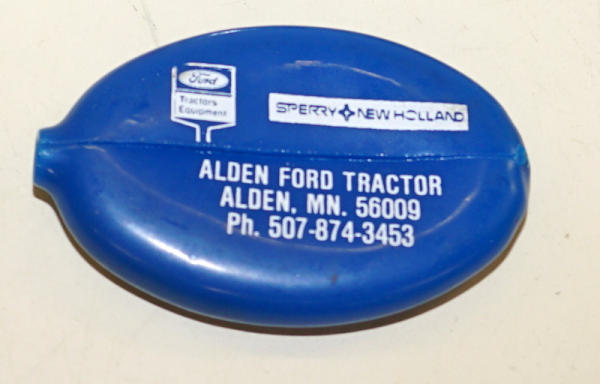 Ford
Tractors
Equipment
SPERRY NEW HOLLAND
ALDEN FORD TRACTOR
ALDEN, MN. 56009
Ph. 507-874-3453